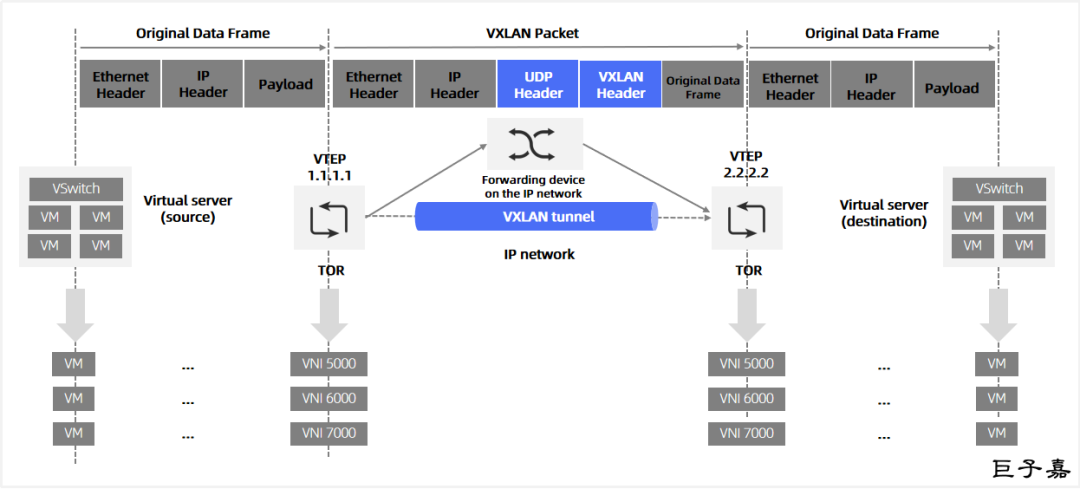 Original Data Frame
VXLAN Packet
Original Data Frame
Ethernet
Header
IP
Header
Payload
Ethernet
Header
IP
Header
UDP
Header
VXLAN
Header
Original Data
Frame
Ethernet
Header
IP
Header
Payload
VSwitch
VM
VM
VM
VM
Virtual server
(source)
VTEP
1.1.1.1
TOR
Forwarding device
on the IP network
VXLAN tunnel
IP network
VTEP
2.2.2.2
TOR
Virtual server
(destination)
VSwitch
VM
VM
VM
VM
VM
...
VNI 5000
VNI 5000
...
VM
VM
...
VNI 6000
VNI 6000
...
VM
VM
...
VNI 7000
VNI 7000
...
VM
巨子嘉